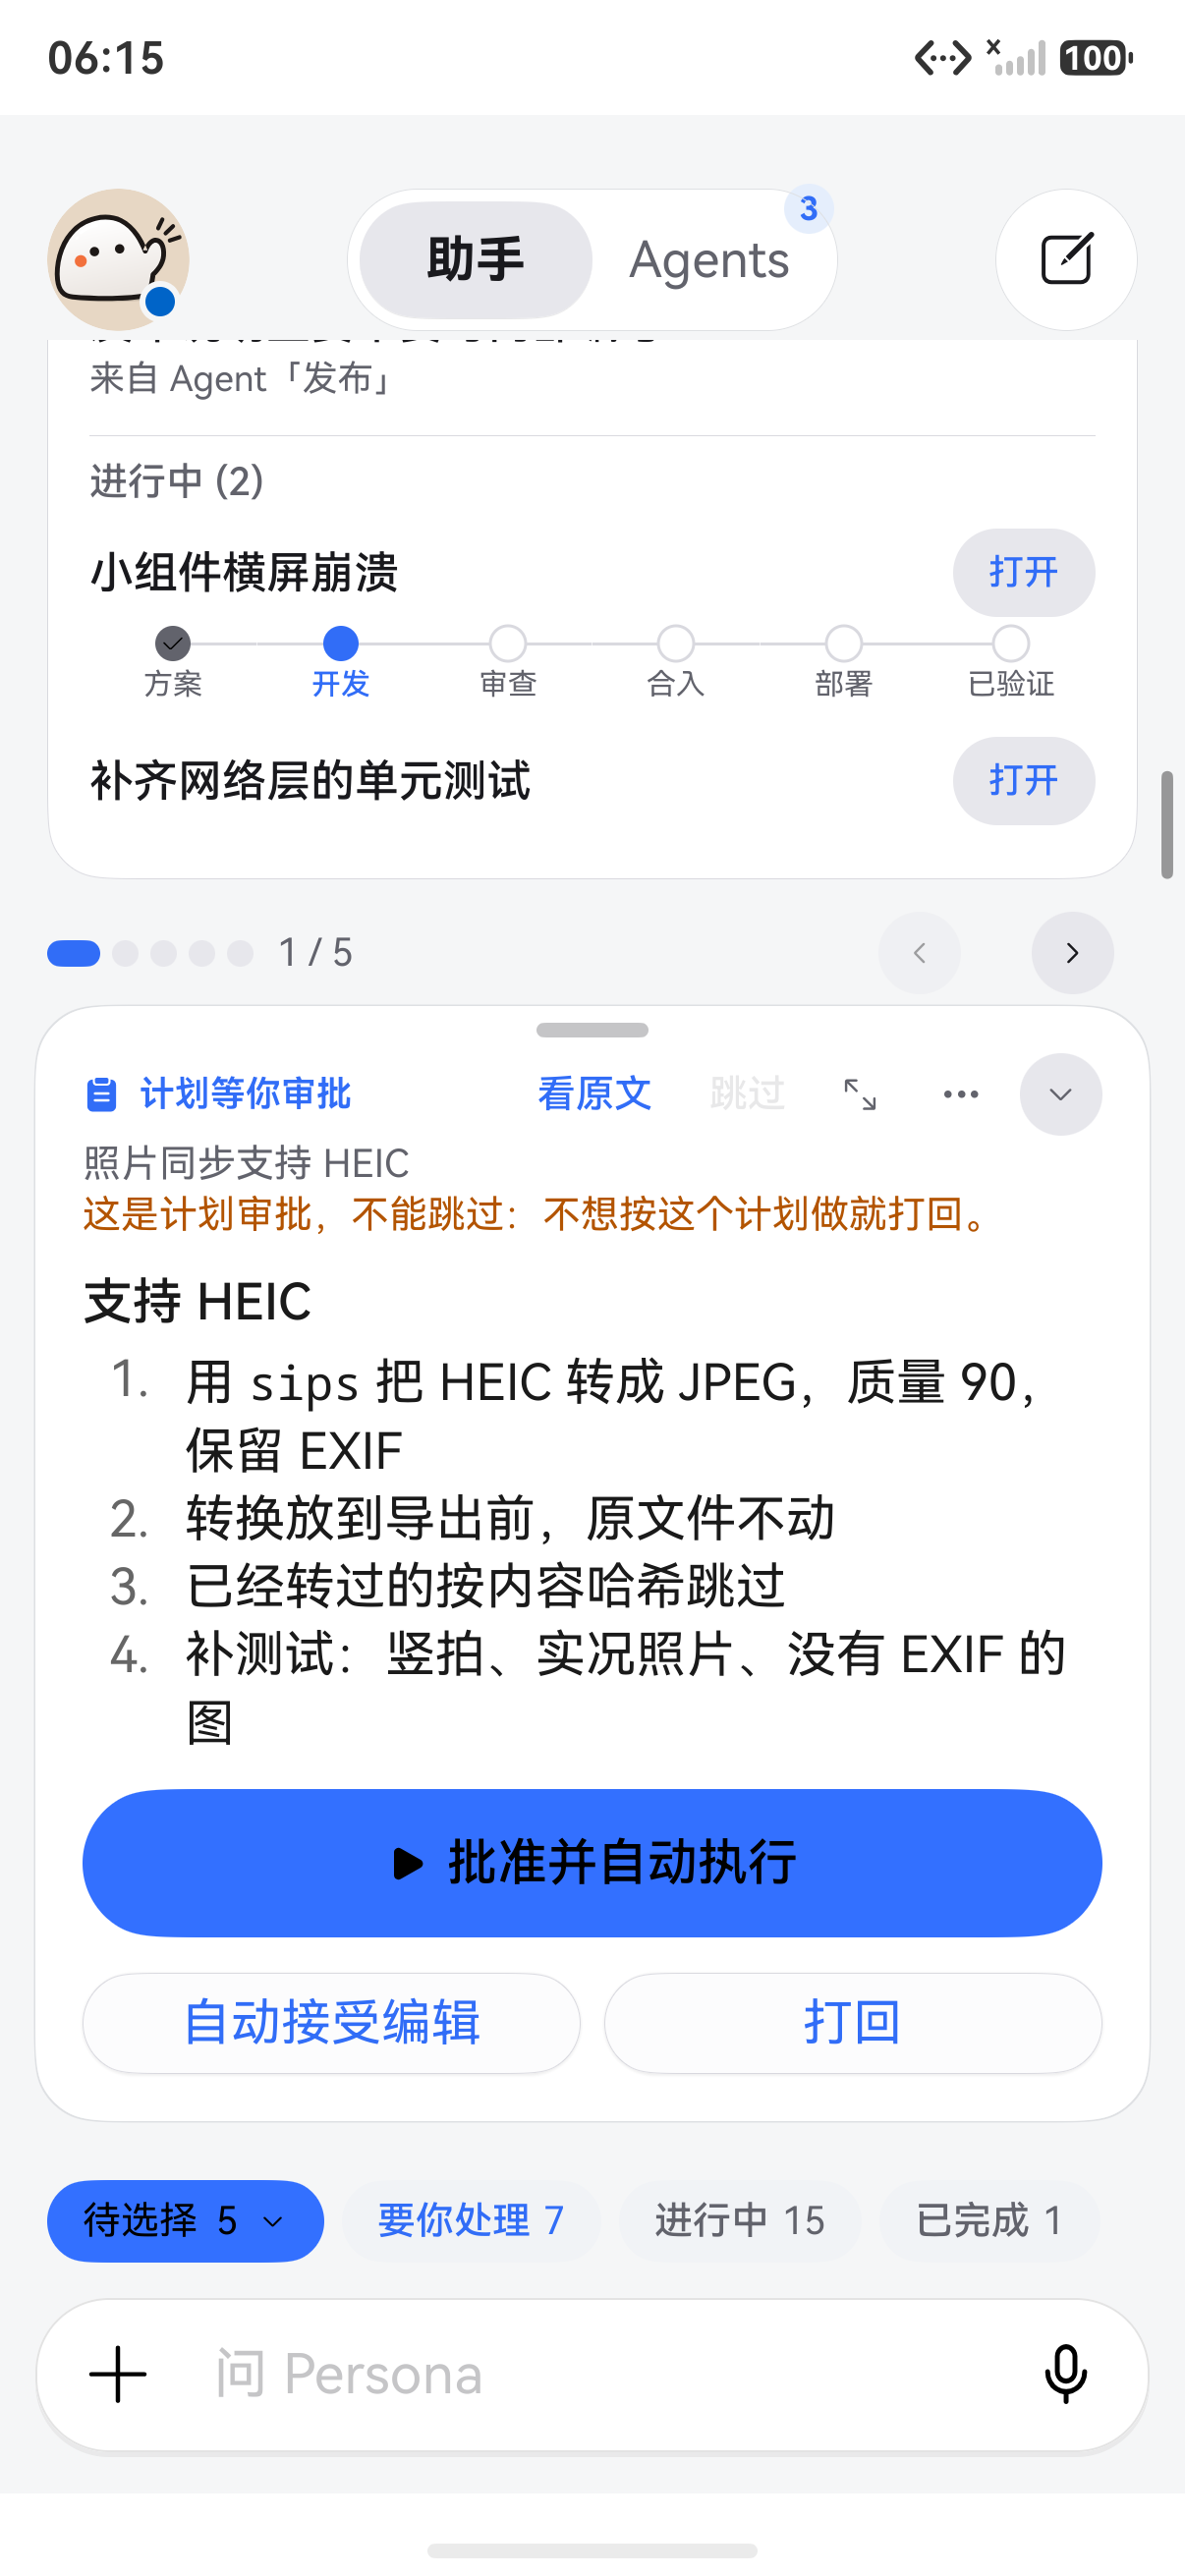 06:15
100
助手
Agents
3
来自 Agent「发布」
进行中 (2)
小组件横屏崩溃
打开
方案
开发
审查
合入
部署
已验证
补齐网络层的单元测试
打开
1 / 5
计划等你审批
看原文
跳过
照片同步支持 HEIC
这是计划审批，不能跳过：不想按这个计划做就打回。
支持 HEIC
1. 用 sips 把 HEIC 转成 JPEG，质量 90，
保留 EXIF
2. 转换放到导出前，原文件不动
3. 已经转过的按内容哈希跳过
4. 补测试：竖拍、实况照片、没有 EXIF 的
图
批准并自动执行
自动接受编辑
打回
待选择 5
要你处理 7
进行中 15
已完成 1
问 Persona